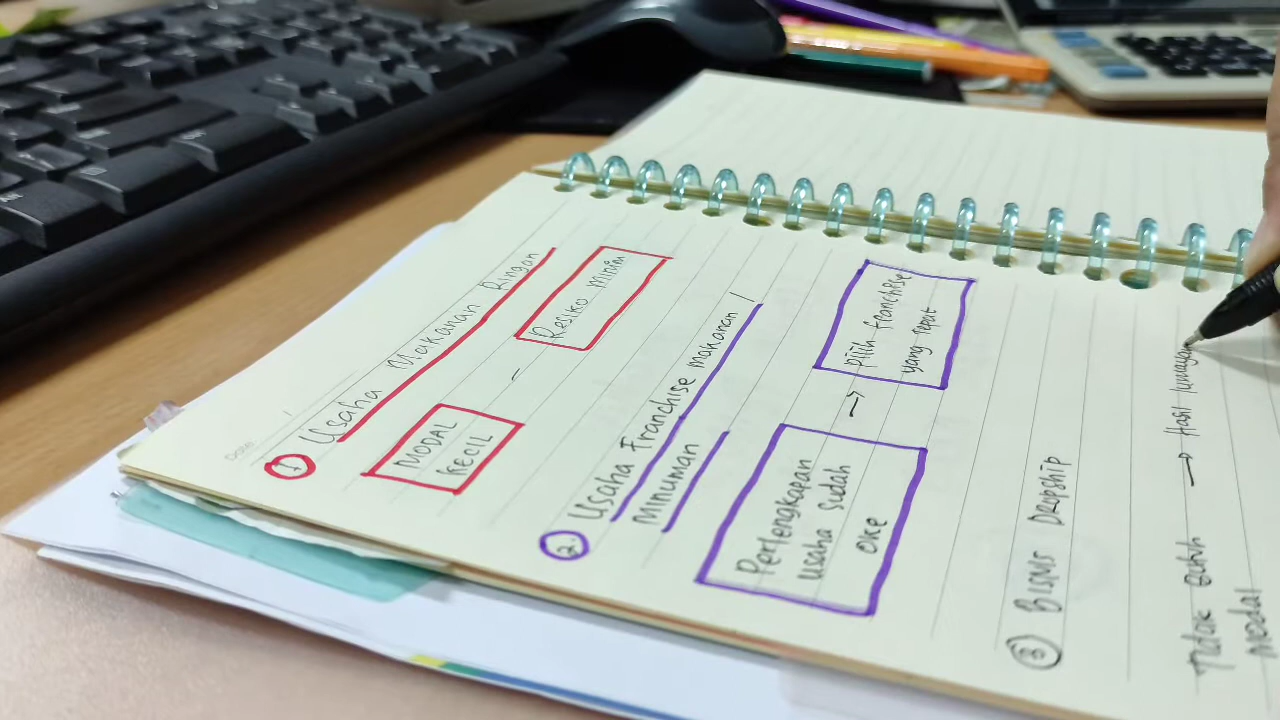 1 Usaha Makanan Ringan
MODAL
KECIL
- Resiko Minim
2. Usaha Franchise makanan /
Minuman
Perlengkapan
usaha sudah
oke
→ pilih Franchise
yang Tepat
3 BISNIS DROPSHIP
Tidak Butuh → Hasil lumayan
Modal